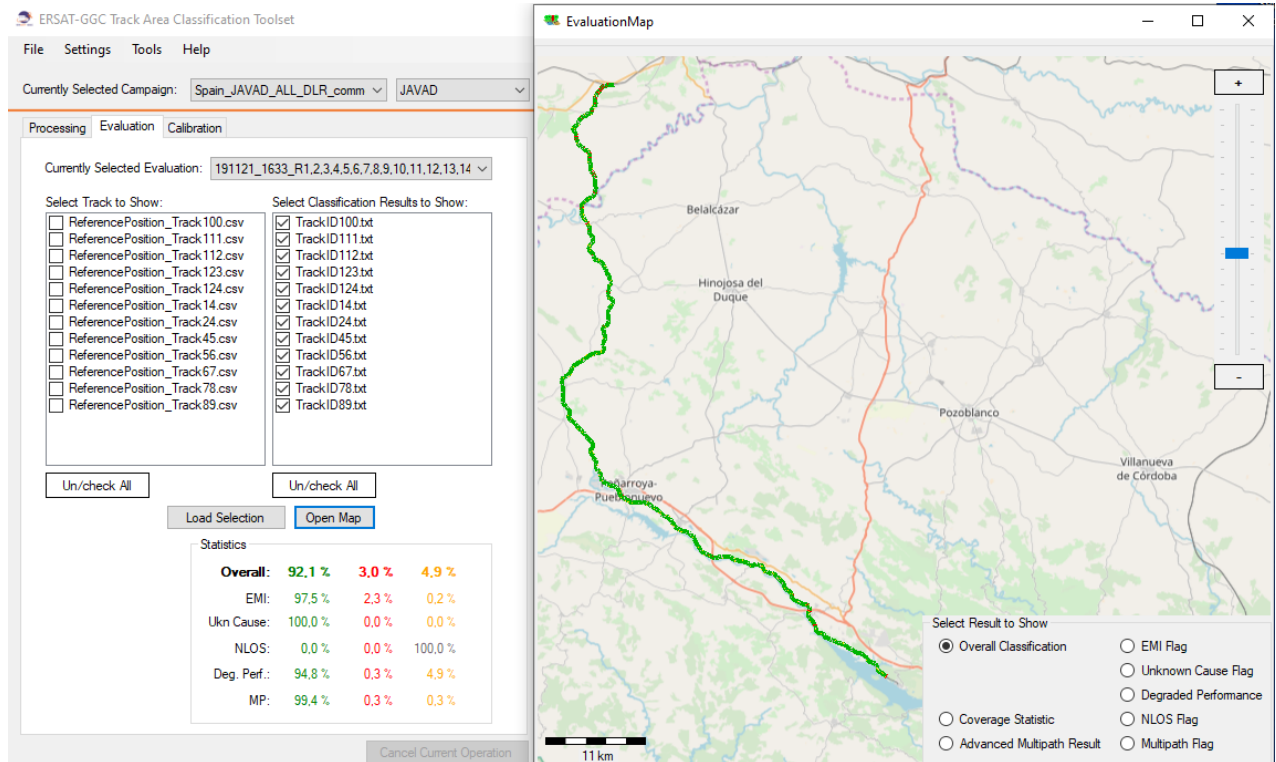 ERSAT-GGC Track Area Classification Toolset
File Settings Tools Help
Currently Selected Campaign: Spain_JAVAD_ALL_DLR_comm JAVAD
Processing Evaluation Calibration
Currently Selected Evaluation: 191121_1633_R1,2,3,4,5,6,7,8,9,10,11,12,13,14
Select Track to Show: Select Classification Results to Show:
ReferencePosition_Track100.csv TrackID100.txt
ReferencePosition_Track111.csv TrackID111.txt
ReferencePosition_Track112.csv TrackID112.txt
ReferencePosition_Track123.csv TrackID123.txt
ReferencePosition_Track124.csv TrackID124.txt
ReferencePosition_Track14.csv TrackID14.txt
ReferencePosition_Track24.csv TrackID24.txt
ReferencePosition_Track45.csv TrackID45.txt
ReferencePosition_Track56.csv TrackID56.txt
ReferencePosition_Track67.csv TrackID67.txt
ReferencePosition_Track78.csv TrackID78.txt
ReferencePosition_Track89.csv TrackID89.txt
Un/check All Un/check All
Load Selection Open Map
Statistics
Overall: 92,1 % 3,0 % 4,9 %
EMI: 97,5 % 2,3 % 0,2 %
Ukn Cause: 100,0 % 0,0 % 0,0 %
NLOS: 0,0 % 0,0 % 100,0 %
Deg. Perf.: 94,8 % 0,3 % 4,9 %
MP: 99,4 % 0,3 % 0,3 %
Cancel Current Operation
EvaluationMap
+
-
Belalcázar
Hinojosa del
Duque
Pozoblanco
Villanueva
de Córdoba
Peñarroya-
Pueblonuevo
11 km
Select Result to Show
Overall Classification EMI Flag
Unknown Cause Flag
Degraded Performance
Coverage Statistic NLOS Flag
Advanced Multipath Result Multipath Flag